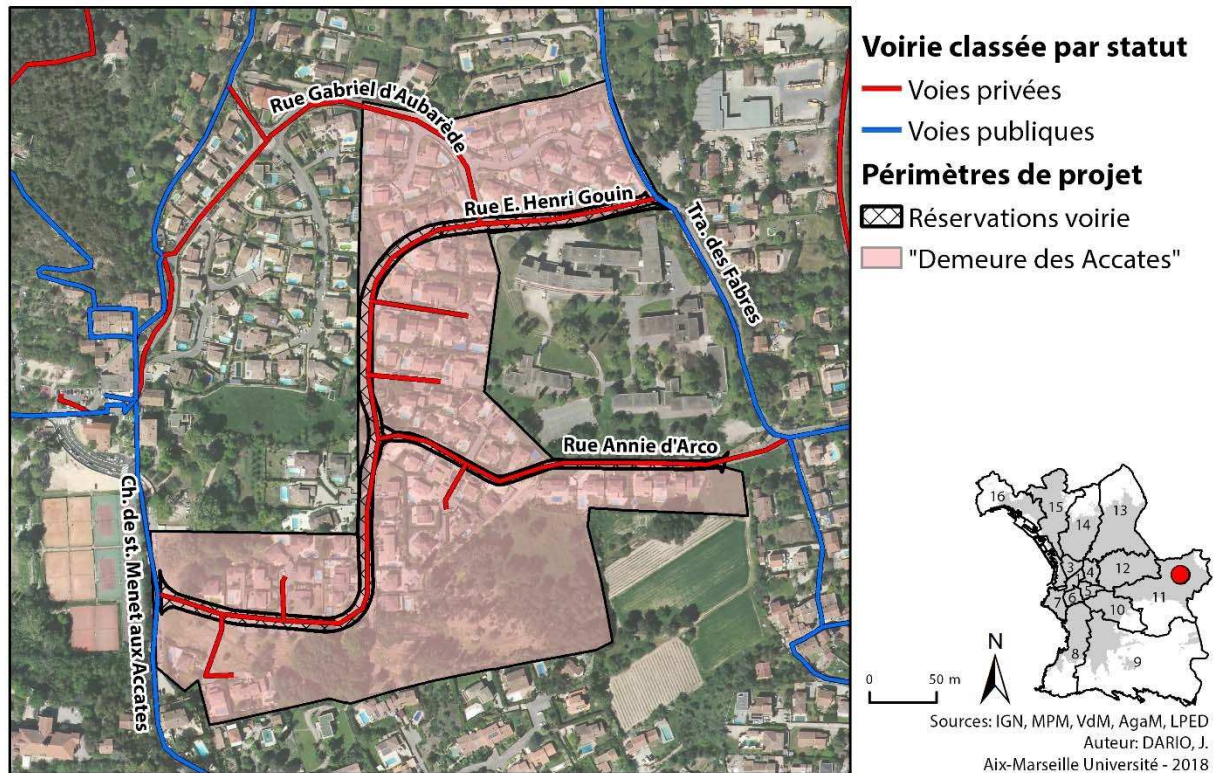 Rue Gabriel d'Aubarède
Rue E. Henri Gouin
Tra. des Fabres
Rue Annie d'Arco
Ch. de st. Menet aux Accates
Voirie classée par statut
Voies privées
Voies publiques
Périmètres de projet
Réservations voirie
"Demeure des Accates"
16
15
13
14
3
4
12
11
7
6
5
10
8
9
N
0 50 m
Sources: IGN, MPM, VdM, AgaM, LPED
Auteur: DARIO, J.
Aix-Marseille Université - 2018